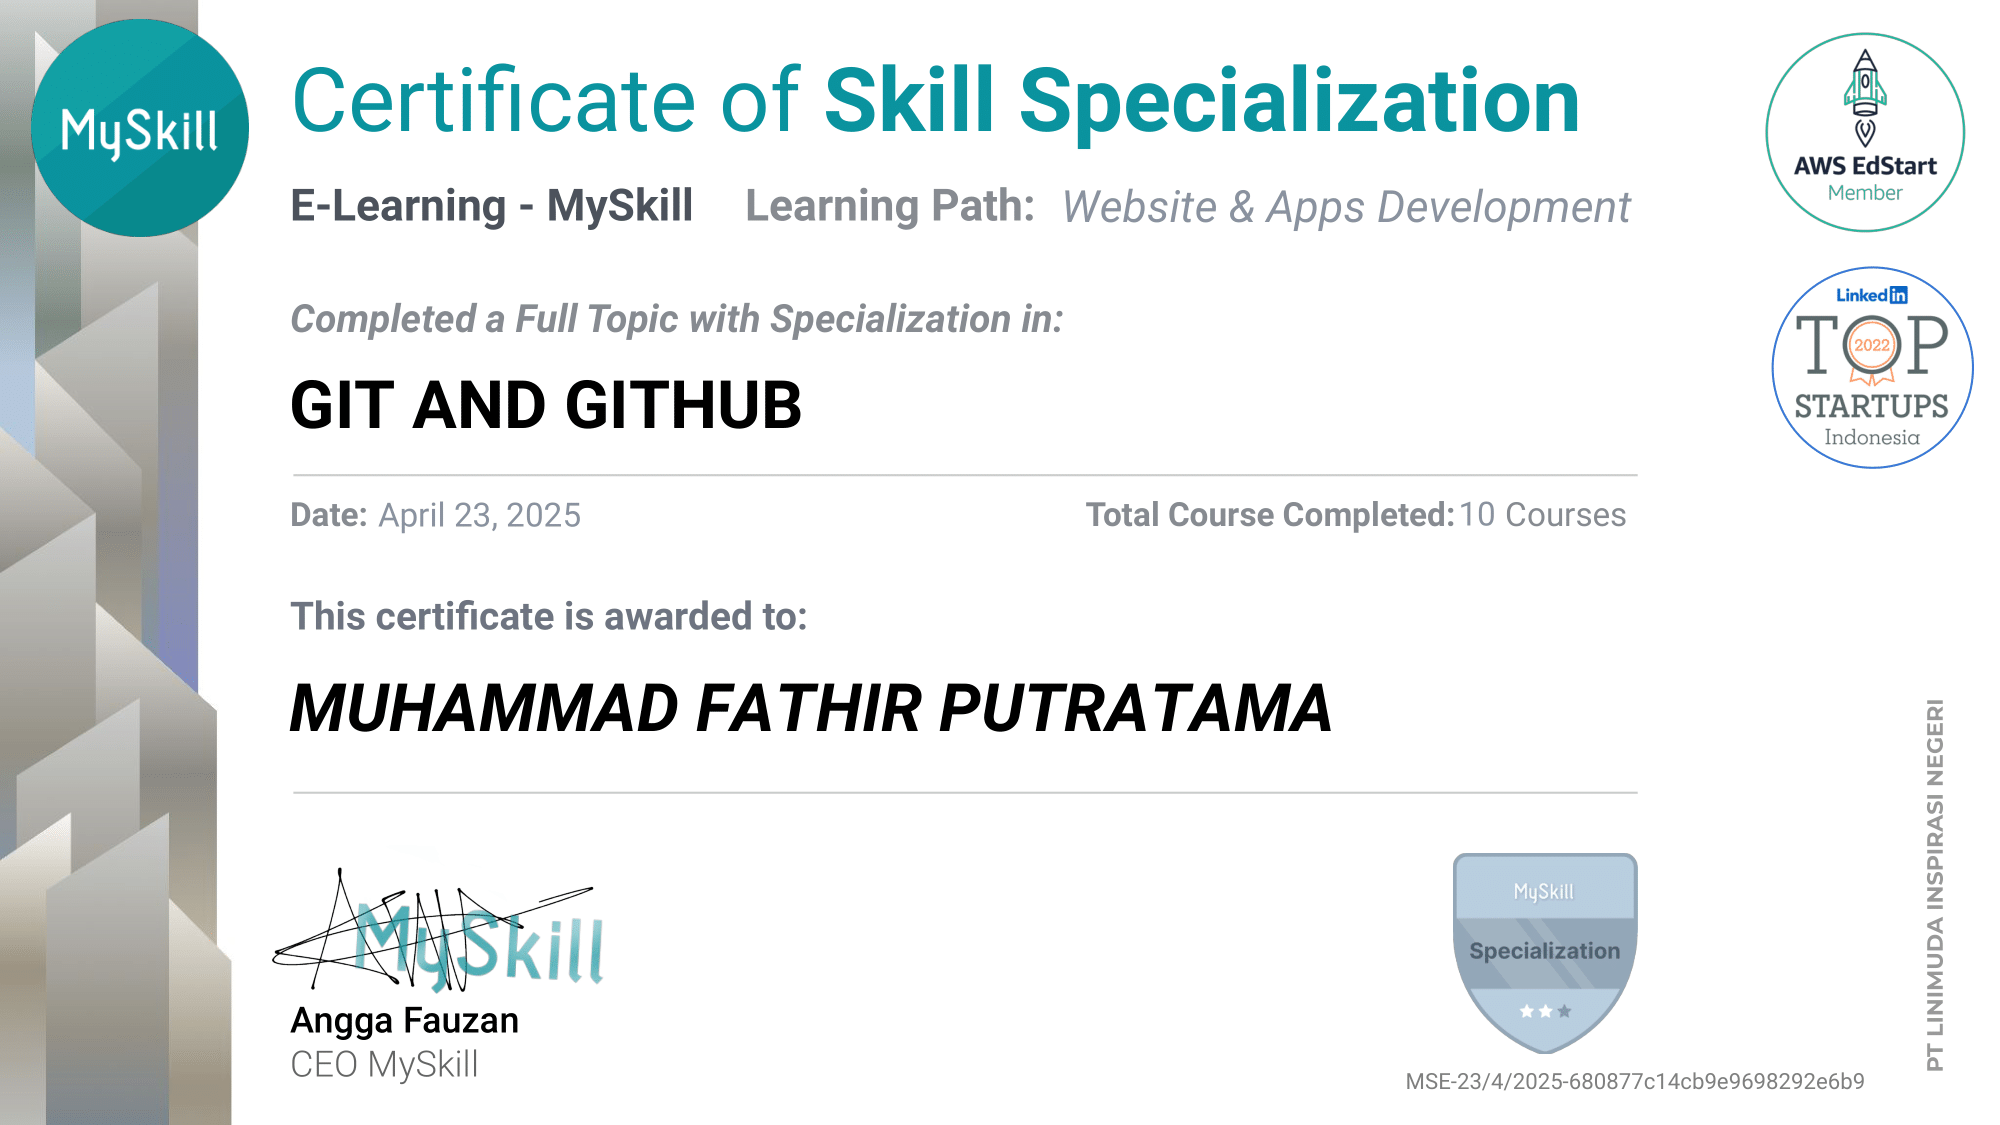 MySkill
Certificate of Skill Specialization
E-Learning - MySkill Learning Path: Website & Apps Development
Completed a Full Topic with Specialization in:
GIT AND GITHUB
Date: April 23, 2025 Total Course Completed: 10 Courses
This certificate is awarded to:
MUHAMMAD FATHIR PUTRATAMA
MySkill
Angga Fauzan
CEO MySkill
MySkill
Specialization
MSE-23/4/2025-680877c14cb9e9698292e6b9
AWS EdStart
Member
Linked in
TOP
2022
STARTUPS
Indonesia
PT LINIMUDA INSPIRASI NEGERI